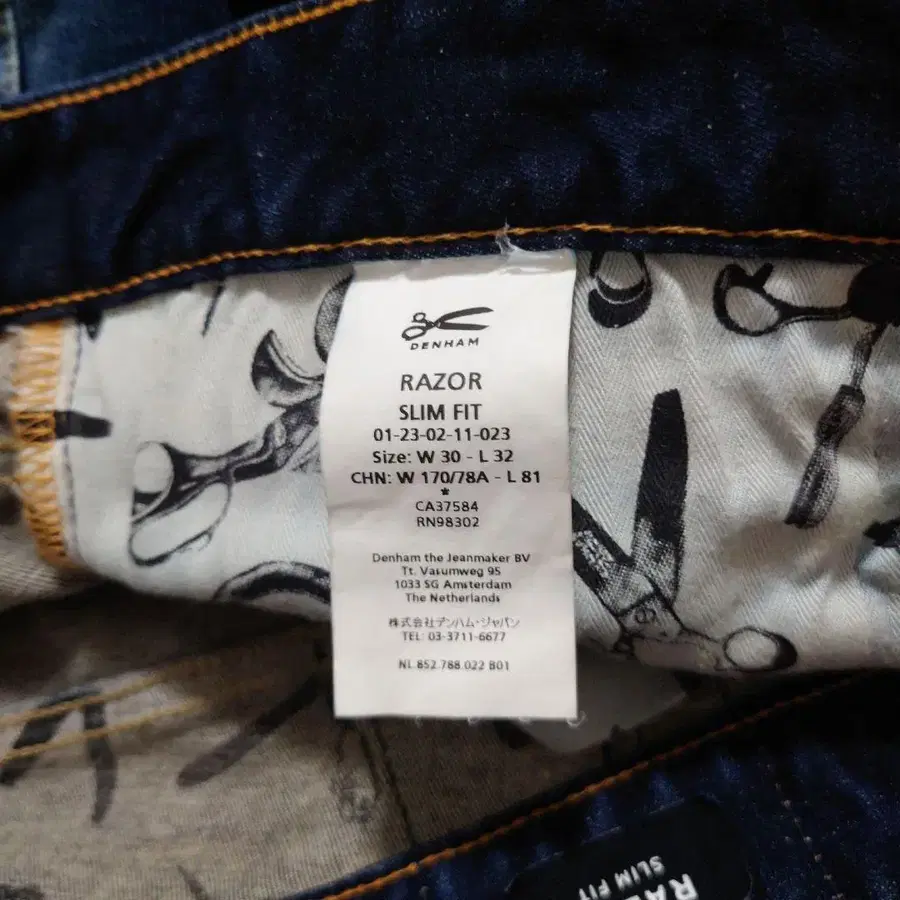 DENHAM
RAZOR
SLIM FIT
01-23-02-11-023
Size: W 30 - L 32
CHN: W 170/78A - L 81
*
CA37584
RN98302
Denham the Jeanmaker BV
Tt. Vasumweg 95
1033 SG Amsterdam
The Netherlands
株式会社デンハム・ジャパン
TEL: 03-3711-6677
NL 852.788.022 B01
SLIM FIT